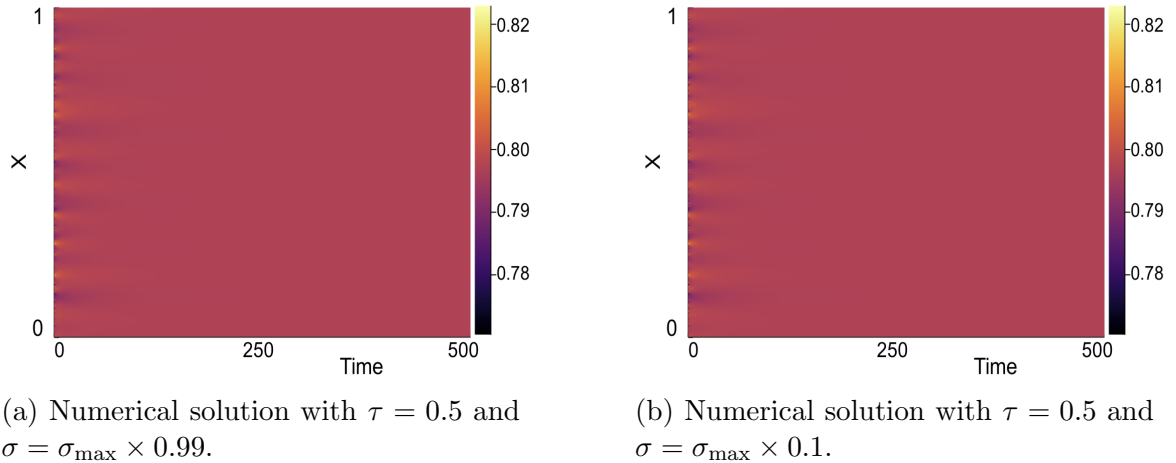 1
X
0
0
250
500
Time
0.82
0.81
0.80
0.79
0.78
(a) Numerical solution with τ = 0.5 and
σ = σmax × 0.99.
1
X
0
0
250
500
Time
0.82
0.81
0.80
0.79
0.78
(b) Numerical solution with τ = 0.5 and
σ = σmax × 0.1.